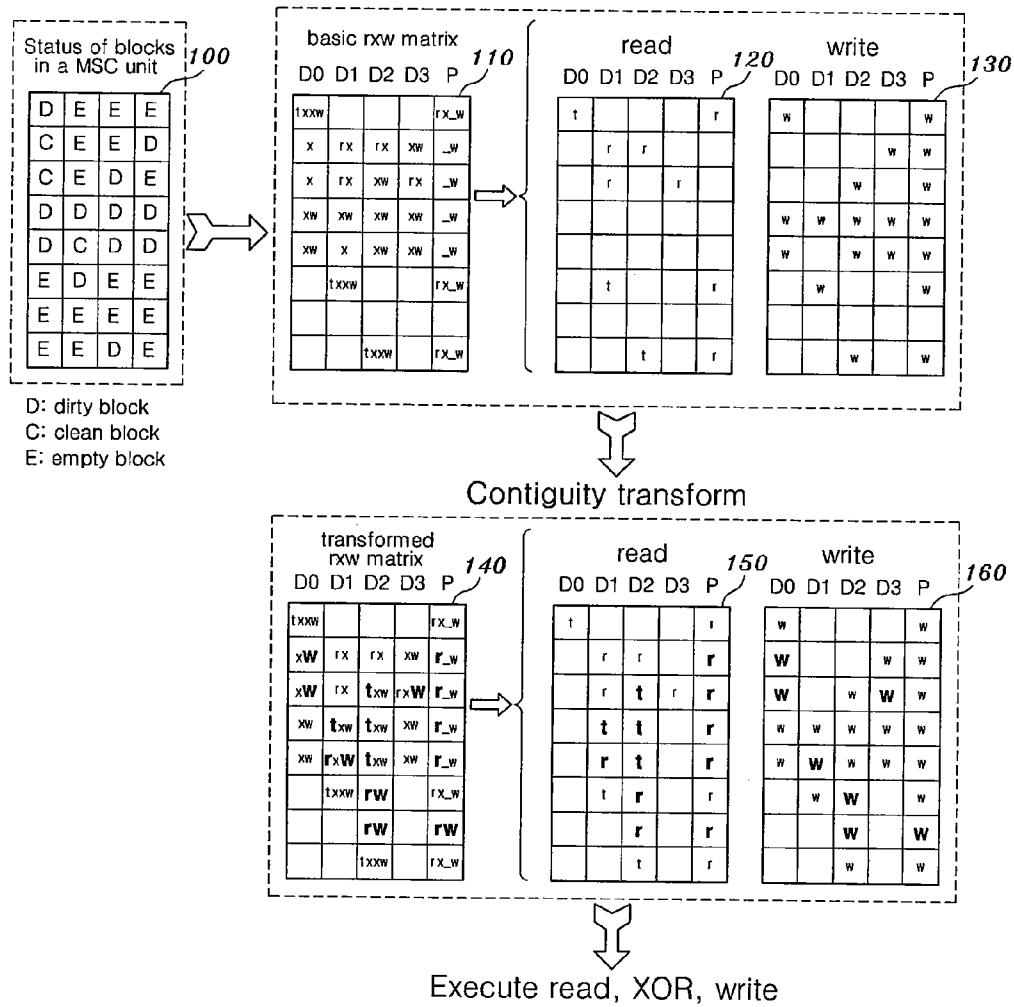 Status of blocks
in a MSC unit
100
D E E E
C E E D
C E D E
D D D D
D C D D
E D E E
E E E E
E E D E
D: dirty block
C: clean block
E: empty block
basic rxw matrix
110
D0 D1 D2 D3 P
txxw rx_w
x rx rx xw _w
x rx xw rx _w
xw xw xw xw _w
xw x xw xw _w
txxw rx_w
txxw rx_w
read
120
D0 D1 D2 D3 P
t r
r r
r r
t r
t r
write
130
D0 D1 D2 D3 P
w w
w w
w w
w w w w w
w w w w
w w
w w
Contiguity transform
transformed
rxw matrix
140
D0 D1 D2 D3 P
txxw rx_w
xW rx rx xw r_w
xW rx txw rxW r_w
xw txw txw xw r_w
xw rxW txw xw r_w
txxw rW rx_w
rW rW
txxw rx_w
read
150
D0 D1 D2 D3 P
t r
r r r
r t r r
t t r
r t r
t r r
r r
t r
write
160
D0 D1 D2 D3 P
w w
W w w
W w W w
w w w w w
w W w w w
w W w
W W
w w
Execute read, XOR, write